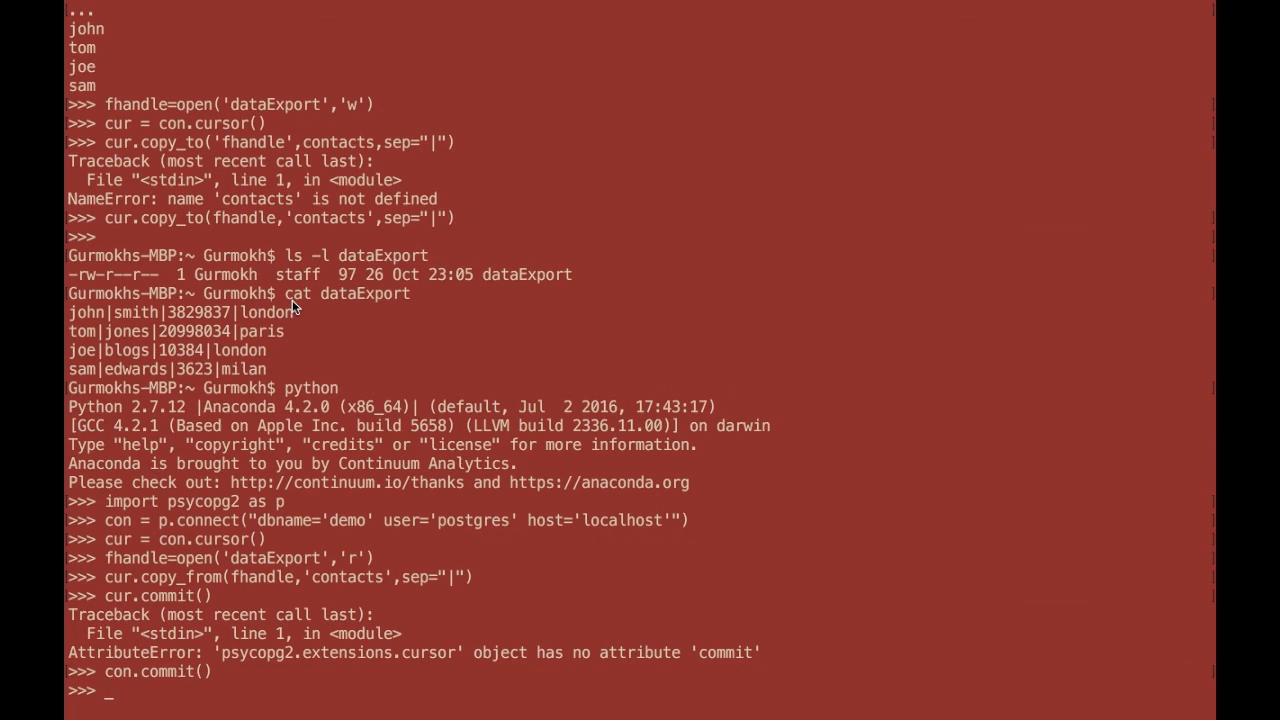 ...
john
tom
joe
sam
>>> fhandle=open('dataExport','w')
>>> cur = con.cursor()
>>> cur.copy_to('fhandle',contacts,sep="|")
Traceback (most recent call last):
  File "<stdin>", line 1, in <module>
NameError: name 'contacts' is not defined
>>> cur.copy_to(fhandle,'contacts',sep="|")
>>>
Gurmokhs-MBP:~ Gurmokh$ ls -l dataExport
-rw-r--r--  1 Gurmokh  staff  97 26 Oct 23:05 dataExport
Gurmokhs-MBP:~ Gurmokh$ cat dataExport
john|smith|3829837|london
tom|jones|20998034|paris
joe|blogs|10384|london
sam|edwards|3623|milan
Gurmokhs-MBP:~ Gurmokh$ python
Python 2.7.12 |Anaconda 4.2.0 (x86_64)| (default, Jul  2 2016, 17:43:17)
[GCC 4.2.1 (Based on Apple Inc. build 5658) (LLVM build 2336.11.00)] on darwin
Type "help", "copyright", "credits" or "license" for more information.
Anaconda is brought to you by Continuum Analytics.
Please check out: http://continuum.io/thanks and https://anaconda.org
>>> import psycopg2 as p
>>> con = p.connect("dbname='demo' user='postgres' host='localhost'")
>>> cur = con.cursor()
>>> fhandle=open('dataExport','r')
>>> cur.copy_from(fhandle,'contacts',sep="|")
>>> cur.commit()
Traceback (most recent call last):
  File "<stdin>", line 1, in <module>
AttributeError: 'psycopg2.extensions.cursor' object has no attribute 'commit'
>>> con.commit()
>>> _